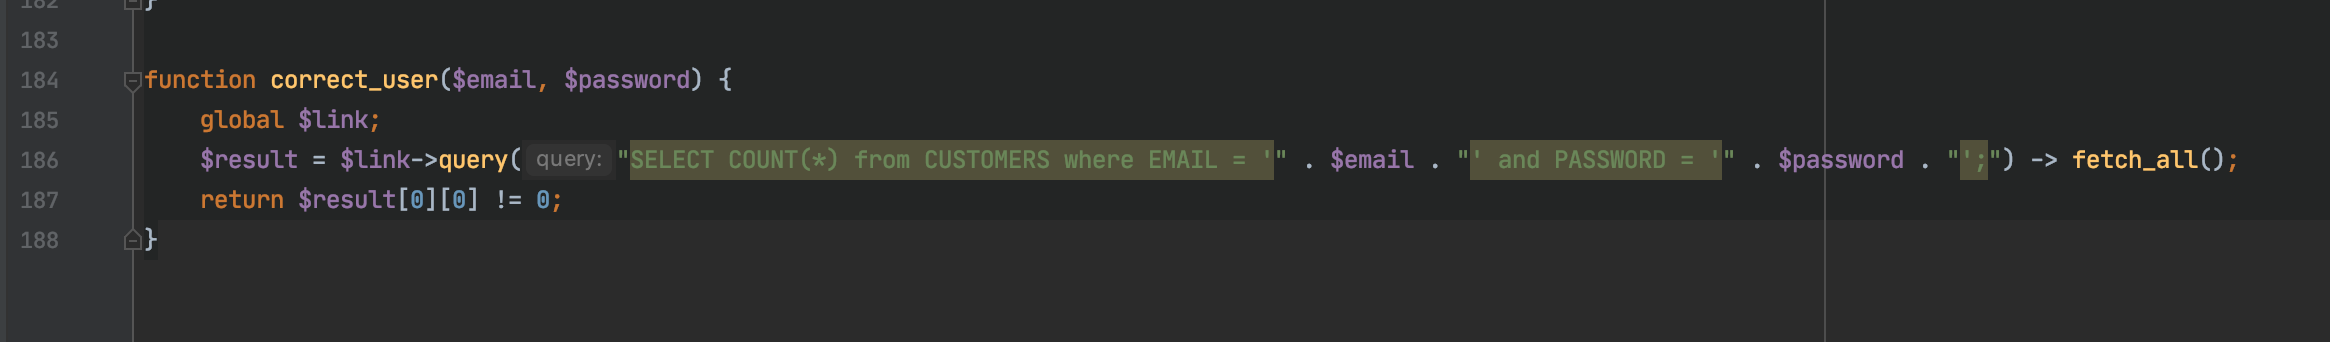 182 }
183
184 function correct_user($email, $password) {
185 global $link;
186 $result = $link->query( query: "SELECT COUNT(*) from CUSTOMERS where EMAIL = '" . $email . "' and PASSWORD = '" . $password . "';") -> fetch_all();
187 return $result[0][0] != 0;
188 }